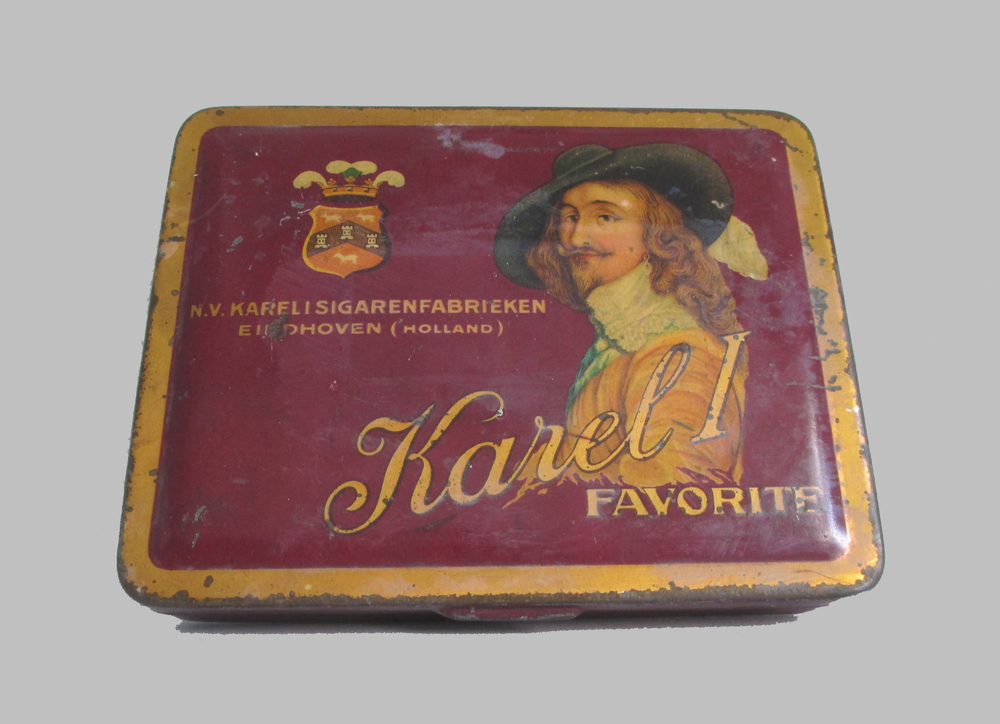 N.V. KAREL I SIGARENFABRIEKEN
EINDHOVEN (HOLLAND)
Karel I
FAVORITE